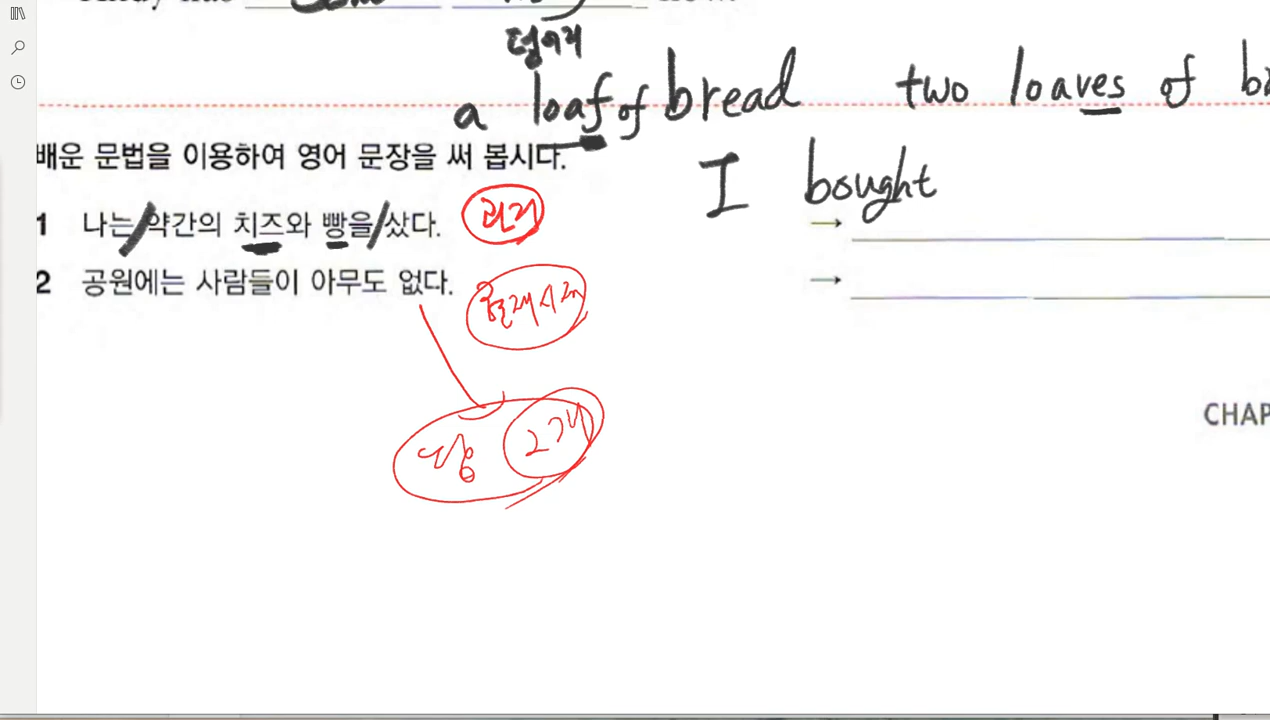 덩어리
a loaf of bread two loaves of
배운 문법을 이용하여 영어 문장을 써 봅시다.
I bought
1 나는 약간의 치즈와 빵을 샀다. 과거 →
2 공원에는 사람들이 아무도 없다. 현재시제 →
2개
CHAP